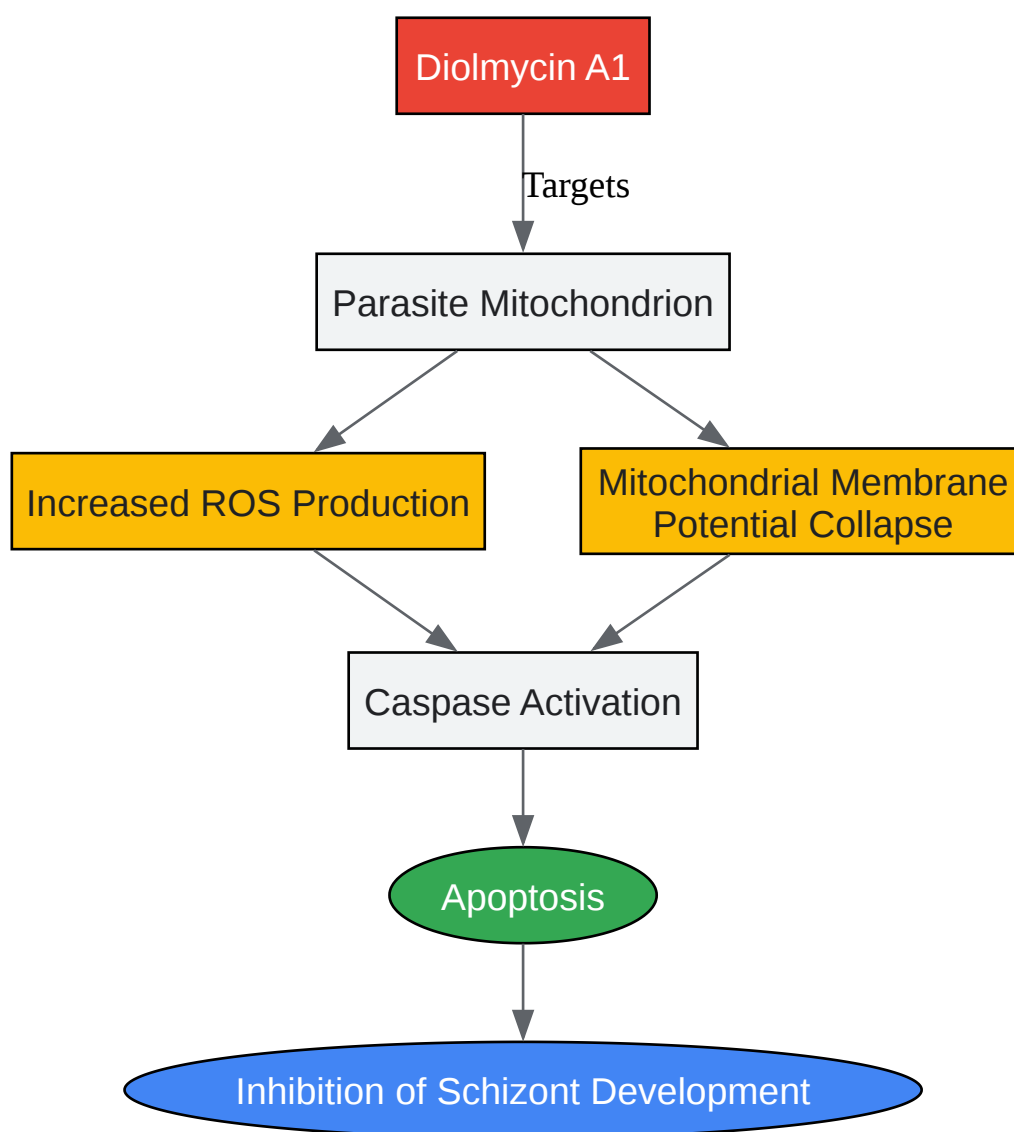 Diolmycin A1
Targets
Parasite Mitochondrion
Increased ROS Production
Mitochondrial Membrane
Potential Collapse
Caspase Activation
Apoptosis
Inhibition of Schizont Development